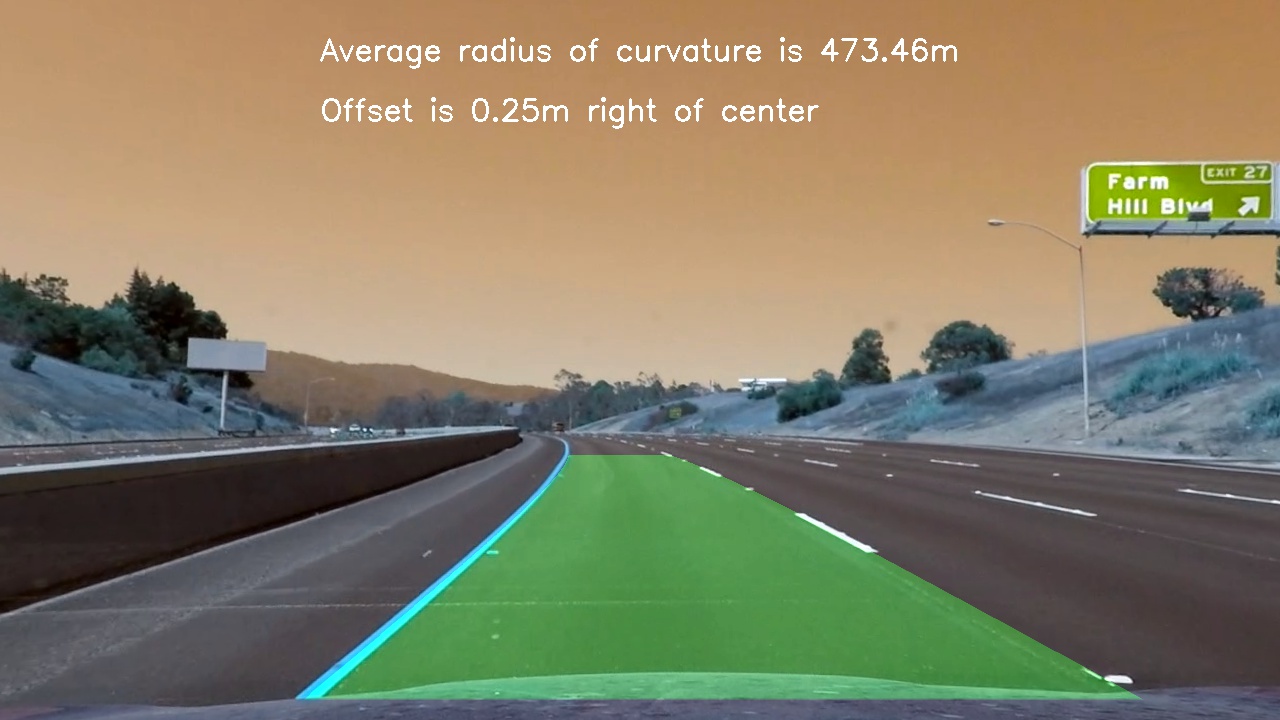 Average radius of curvature is 473.46m
Offset is 0.25m right of center
EXIT 27
Farm
Hill Blvd